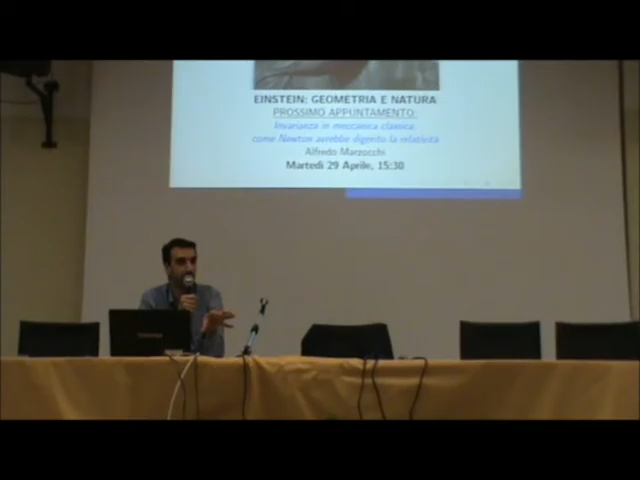 EINSTEIN: GEOMETRIA E NATURA
PROSSIMO APPUNTAMENTO:
Invarianza in meccanica classica:
come Newton avrebbe digerito la relatività
Alfredo Marzocchi
Martedì 29 Aprile, 15:30